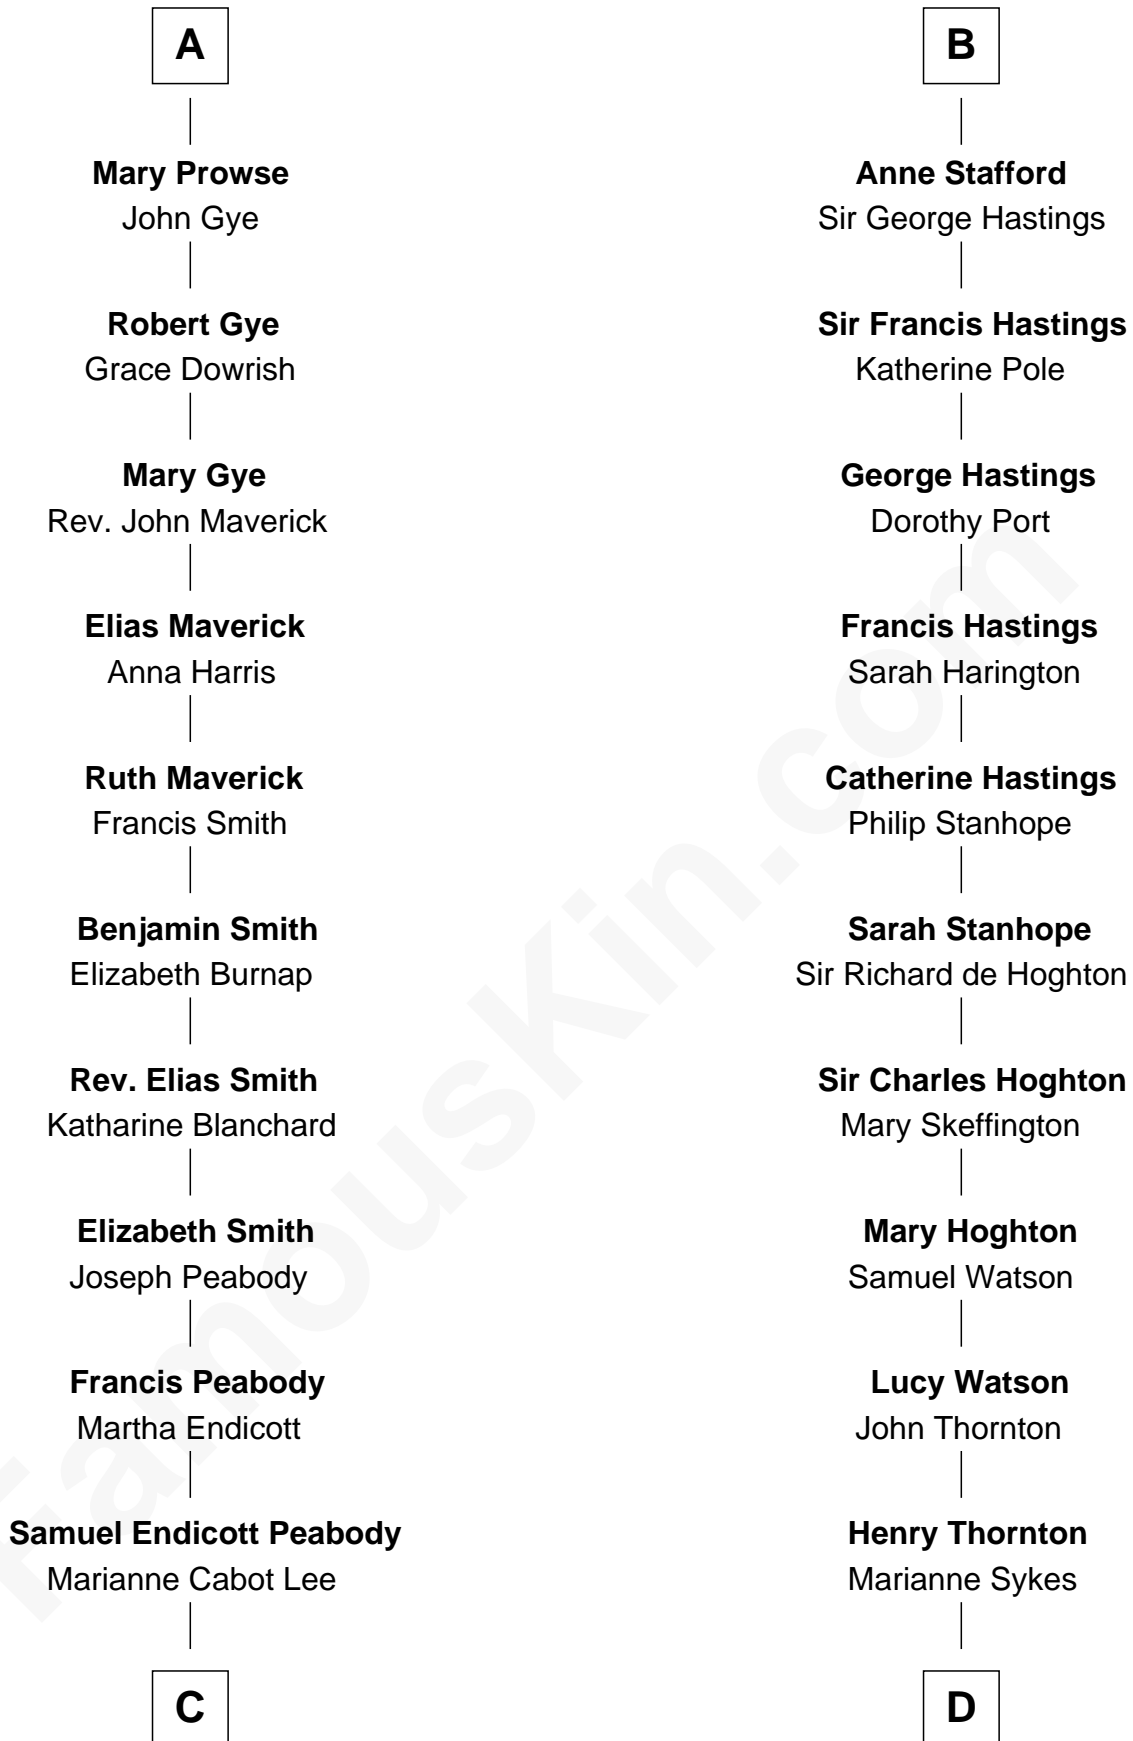 A
Mary Prowse
John Gye
Robert Gye
Grace Dowrish
Mary Gye
Rev. John Maverick
Elias Maverick
Anna Harris
Ruth Maverick
Francis Smith
Benjamin Smith
Elizabeth Burnap
Rev. Elias Smith
Katharine Blanchard
Elizabeth Smith
Joseph Peabody
Francis Peabody
Martha Endicott
Samuel Endicott Peabody
Marianne Cabot Lee
C
B
Anne Stafford
Sir George Hastings
Sir Francis Hastings
Katherine Pole
George Hastings
Dorothy Port
Francis Hastings
Sarah Harington
Catherine Hastings
Philip Stanhope
Sarah Stanhope
Sir Richard de Hoghton
Sir Charles Hoghton
Mary Skeffington
Mary Hoghton
Samuel Watson
Lucy Watson
John Thornton
Henry Thornton
Marianne Sykes
D
FamousKin.com